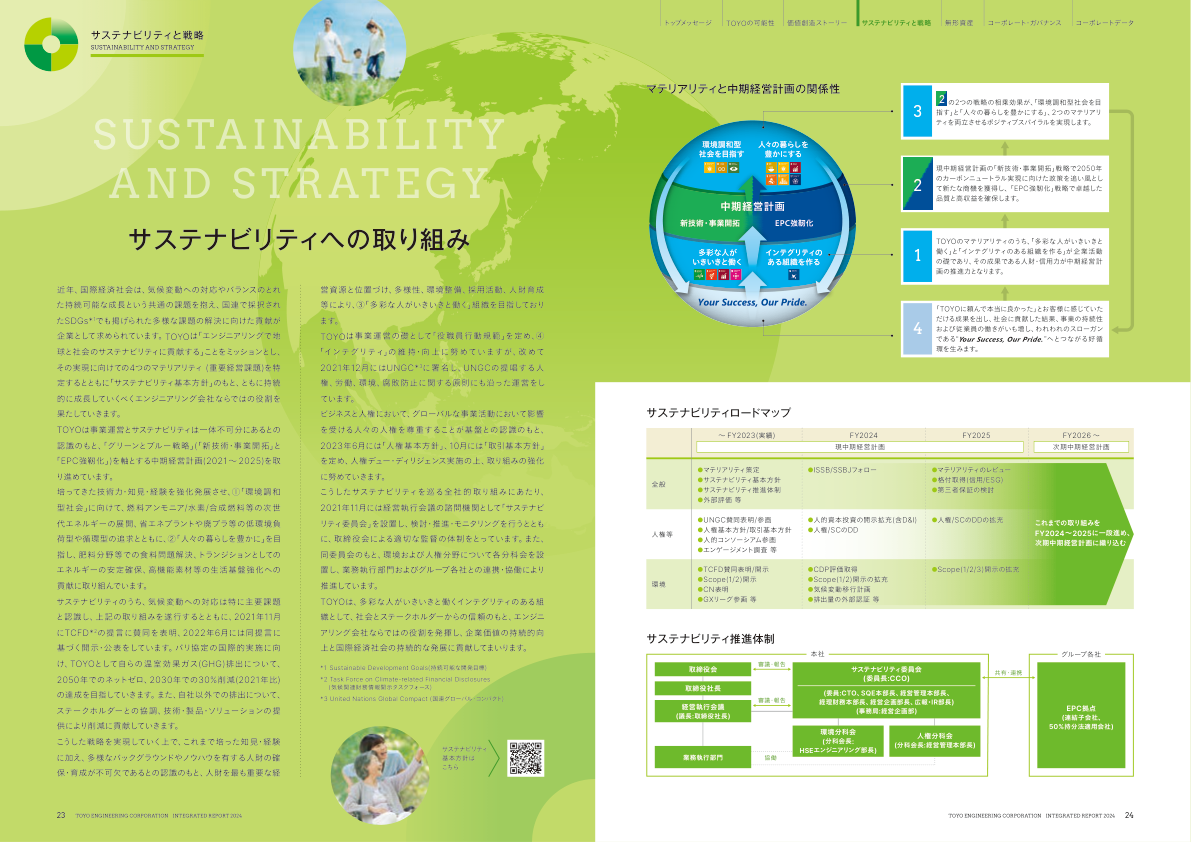 サステナビリティと戦略
SUSTAINABILITY AND STRATEGY
トップメッセージ
TOYOの可能性
価値創造ストーリー
サステナビリティと戦略
無形資産
コーポレート・ガバナンス
コーポレートデータ
SUSTAINABILITY
AND STRATEGY
サステナビリティへの取り組み
近年、国際経済社会は、気候変動への対応やバランスのとれ
た持続可能な成長という共通の課題を抱え、国連で採択され
たSDGs*¹でも掲げられた多様な課題の解決に向けた貢献が
企業として求められています。TOYOは「エンジニアリングで地
球と社会のサステナビリティに貢献する」ことをミッションとし、
その実現に向けての4つのマテリアリティ (重要経営課題)を特
定するとともに「サステナビリティ基本方針」のもと、ともに持続
的に成長していくべくエンジニアリング会社ならではの役割を
果たしていきます。
TOYOは事業運営とサステナビリティは一体不可分にあるとの
認識のもと、「グリーンとブルー戦略」(「新技術・事業開拓」と
「EPC強靭化」)を軸とする中期経営計画(2021～2025)を取
り進めています。
培ってきた技術力・知見・経験を強化発展させ、①「環境調和
型社会」に向けて、燃料アンモニア/水素/合成燃料等の次世
代エネルギーの展開、省エネプラントや廃プラ等の低環境負
荷型や循環型の追求とともに、②「人々の暮らしを豊かに」を目
指し、肥料分野等での食料問題解決、トランジションとしての
エネルギーの安定確保、高機能素材等の生活基盤強化への
貢献に取り組んでいます。
サステナビリティのうち、気候変動への対応は特に主要課題
と認識し、上記の取り組みを遂行するとともに、2021年11月
にTCFD*²の提言に賛同を表明、2022年6月には同提言に
基づく開示・公表をしています。パリ協定の国際的実施に向
け、TOYOとして自らの温室効果ガス(GHG)排出について、
2050年でのネットゼロ、2030年での30%削減(2021年比)
の達成を目指していきます。また、自社以外での排出について、
ステークホルダーとの協調、技術・製品・ソリューションの提
供により削減に貢献していきます。
こうした戦略を実現していく上で、これまで培った知見・経験
に加え、多様なバックグラウンドやノウハウを有する人財の確
保・育成が不可欠であるとの認識のもと、人財を最も重要な経
営資源と位置づけ、多様性、環境整備、採用活動、人財育成
等により、③「多彩な人がいきいきと働く」組織を目指しており
ます。
TOYOは事業運営の礎として「役職員行動規範」を定め、④
「インテグリティ」の維持・向上に努めていますが、改めて
2021年12月にはUNGC*³に署名し、UNGCの提唱する人
権、労働、環境、腐敗防止に関する原則にも沿った運営をし
ています。
ビジネスと人権において、グローバルな事業活動において影響
を受ける人々の人権を尊重することが基盤との認識のもと、
2023年6月には「人権基本方針」、10月には「取引基本方針」
を定め、人権デュー・ディリジェンス実施の上、取り組みの強化
に努めていきます。
こうしたサステナビリティを巡る全社的取り組みにあたり、
2021年11月には経営執行会議の諮問機関として「サステナビ
リティ委員会」を設置し、検討・推進・モニタリングを行うととも
に、取締役会による適切な監督の体制をとっています。また、
同委員会のもと、環境および人権分野について各分科会を設
置し、業務執行部門およびグループ各社との連携・協働により
推進しています。
TOYOは、多彩な人がいきいきと働くインテグリティのある組
織として、社会とステークホルダーからの信頼のもと、エンジニ
アリング会社ならではの役割を発揮し、企業価値の持続的向
上と国際経済社会の持続的な発展に貢献してまいります。
*1 Sustainable Development Goals(持続可能な開発目標)
*2 Task Force on Climate-related Financial Disclosures
(気候関連財務情報開示タスクフォース)
*3 United Nations Global Compact (国連グローバル・コンパクト)
サステナビリティ
基本方針は
こちら
マテリアリティと中期経営計画の関係性
環境調和型
社会を目指す
人々の暮らしを
豊かにする
中期経営計画
新技術・事業開拓
EPC強靭化
多彩な人が
いきいきと働く
インテグリティの
ある組織を作る
Your Success, Our Pride.
3
2の2つの戦略の相乗効果が、「環境調和型社会を目
指す」と「人々の暮らしを豊かにする」、2つのマテリアリ
ティを両立させるポジティブスパイラルを実現します。
2
現中期経営計画の「新技術・事業開拓」戦略で2050年
のカーボンニュートラル実現に向けた政策を追い風とし
て新たな商機を獲得し、「EPC強靭化」戦略で卓越した
品質と高収益を確保します。
1
TOYOのマテリアリティのうち、「多彩な人がいきいきと
働く」と「インテグリティのある組織を作る」が企業活動
の礎であり、その成果である人財・信用力が中期経営計
画の推進力となります。
4
「TOYOに頼んで本当に良かった」とお客様に感じていた
だける成果を出し、社会に貢献した結果、事業の持続性
および従業員の働きがいも増し、われわれのスローガン
である"Your Success, Our Pride."へとつながる好循
環を生みます。
サステナビリティロードマップ
～ FY2023(実績)
FY2024
FY2025
FY2026 ～
現中期経営計画
次期中期経営計画
全般
●マテリアリティ策定
●サステナビリティ基本方針
●サステナビリティ推進体制
●外部評価 等
●ISSB/SSBJフォロー
●マテリアリティのレビュー
●格付取得(信用/ESG)
●第三者保証の検討
人権等
●UNGC賛同表明/参画
●人権基本方針/取引基本方針
●人的コンソーシアム参画
●エンゲージメント調査 等
●人的資本投資の開示拡充(含D&I)
●人権/SCのDD
●人権/SCのDDの拡充
環境
●TCFD賛同表明/開示
●Scope(1/2)開示
●CN表明
●GXリーグ参画 等
●CDP評価取得
●Scope(1/2)開示の拡充
●気候変動移行計画
●排出量の外部認証 等
●Scope(1/2/3)開示の拡充
これまでの取り組みを
FY2024～2025に一段進め、
次期中期経営計画に織り込む
サステナビリティ推進体制
本社
グループ各社
取締役会
取締役社長
経営執行会議
(議長:取締役社長)
業務執行部門
審議・報告
審議・報告
協働
サステナビリティ委員会
(委員長:CCO)
(委員:CTO、SQE本部長、経営管理本部長、
経理財務本部長、経営企画部長、広報・IR部長)
(事務局:経営企画部)
環境分科会
(分科会長:
HSEエンジニアリング部長)
人権分科会
(分科会長:経営管理本部長)
共有・連携
EPC拠点
(連結子会社、
50%持分法適用会社)
23 TOYO ENGINEERING CORPORATION INTEGRATED REPORT 2024
TOYO ENGINEERING CORPORATION INTEGRATED REPORT 2024 24